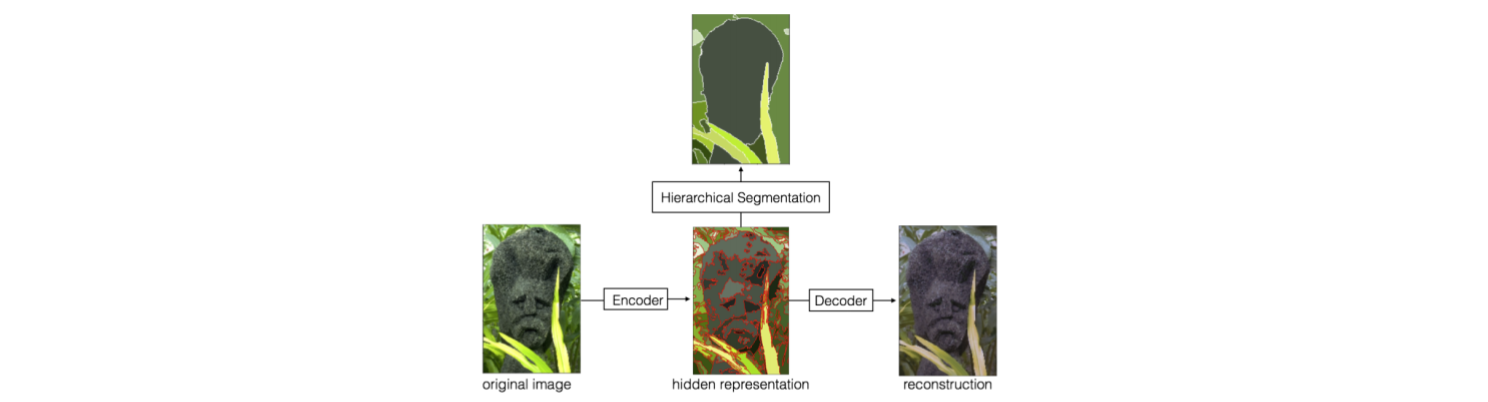 Hierarchical Segmentation
Encoder
Decoder
original image
hidden representation
reconstruction